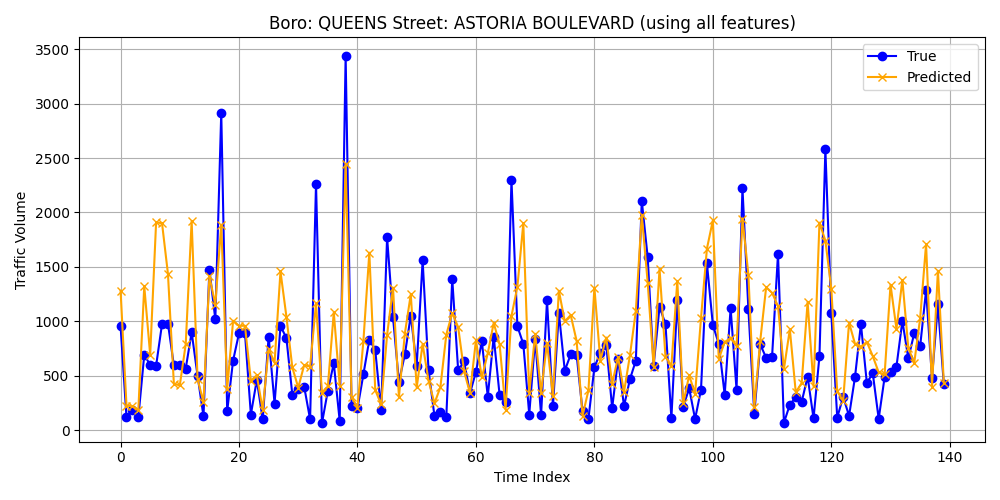 Boro: QUEENS Street: ASTORIA BOULEVARD (using all features)
True
Predicted
Traffic Volume
3500
3000
2500
2000
1500
1000
500
0
0 20 40 60 80 100 120 140
Time Index